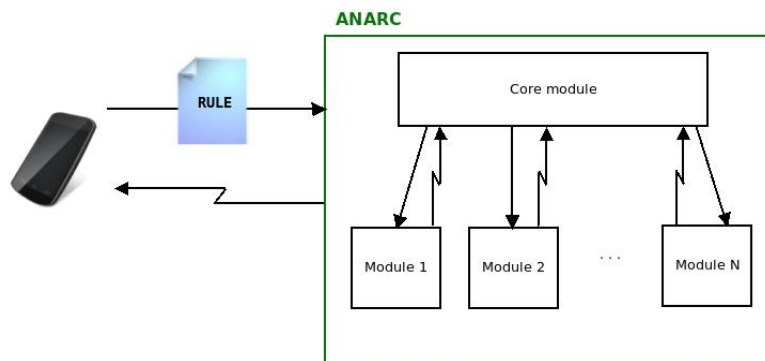 ANARC
RULE
Core module
Module 1
Module 2
...
Module N